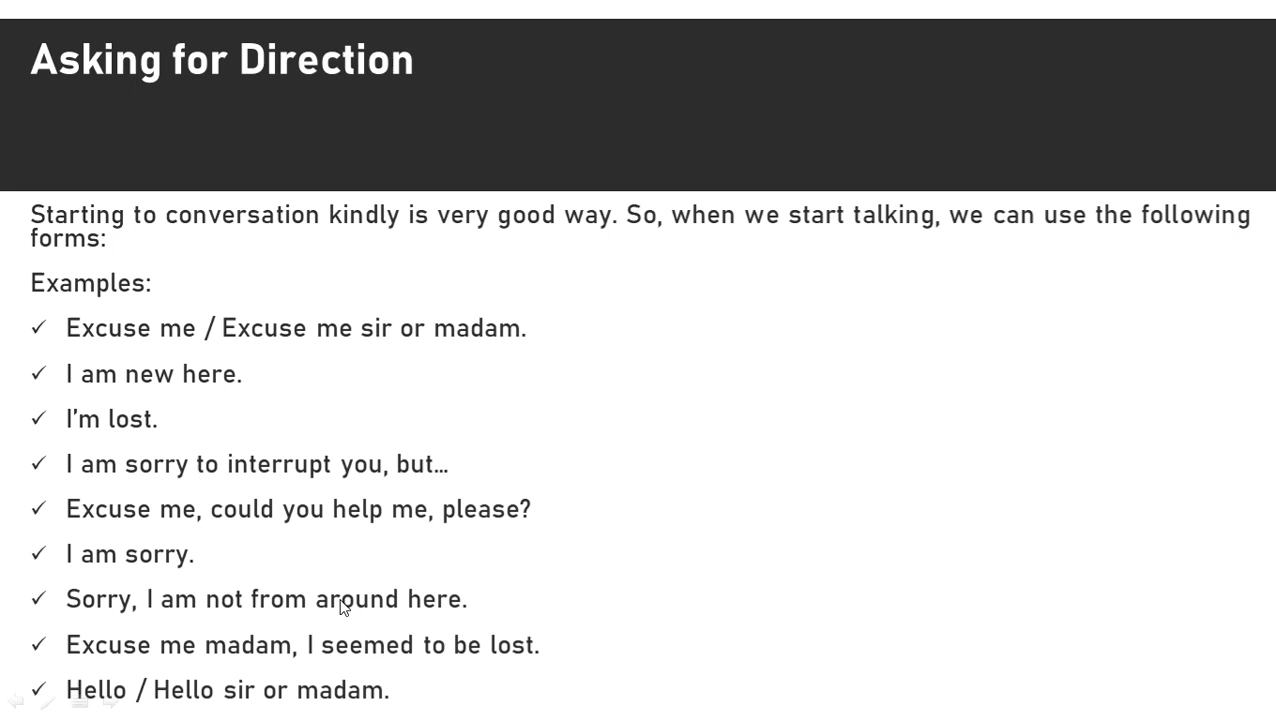 Asking for Direction
Starting to conversation kindly is very good way. So, when we start talking, we can use the following
forms:
Examples:
✓ Excuse me / Excuse me sir or madam.
✓ I am new here.
✓ I'm lost.
✓ I am sorry to interrupt you, but...
✓ Excuse me, could you help me, please?
✓ I am sorry.
✓ Sorry, I am not from around here.
✓ Excuse me madam, I seemed to be lost.
✓ Hello / Hello sir or madam.